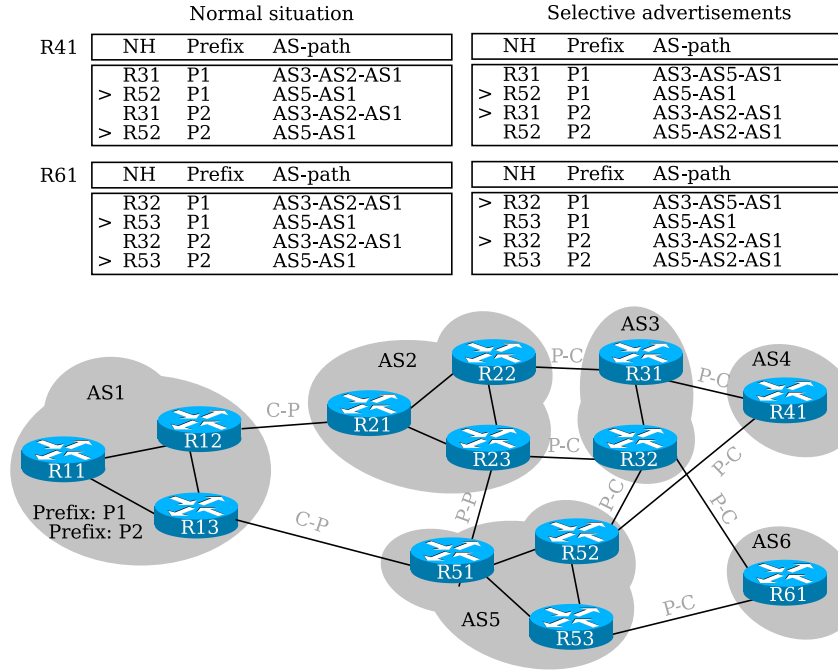 Normal situation
Selective advertisements
R41
NH Prefix AS-path
R31 P1 AS3-AS2-AS1
> R52 P1 AS5-AS1
R31 P2 AS3-AS2-AS1
> R52 P2 AS5-AS1
NH Prefix AS-path
R31 P1 AS3-AS5-AS1
> R52 P1 AS5-AS1
> R31 P2 AS3-AS2-AS1
R52 P2 AS5-AS2-AS1
R61
NH Prefix AS-path
R32 P1 AS3-AS2-AS1
> R53 P1 AS5-AS1
R32 P2 AS3-AS2-AS1
> R53 P2 AS5-AS1
NH Prefix AS-path
> R32 P1 AS3-AS5-AS1
R53 P1 AS5-AS1
> R32 P2 AS3-AS2-AS1
R53 P2 AS5-AS2-AS1
AS1
R11
R12
R13
Prefix: P1
Prefix: P2
C-P
C-P
AS2
R21
R22
R23
P-C
P-C
P-P
AS3
R31
R32
P-C
P-C
P-C
P-C
AS4
R41
AS5
R51
R52
R53
P-C
AS6
R61